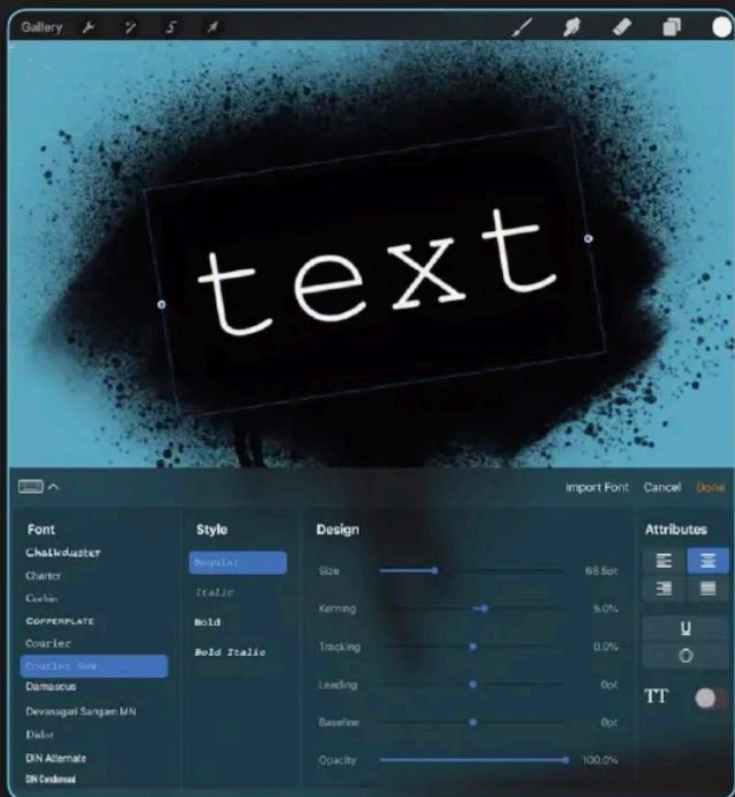 Gallery
text
Import Font Cancel Done
Font
Chalkduster
Charter
Cochin
COPPERPLATE
Courier
Courier New
Damascus
Devanagari Sangam MN
Didot
DIN Alternate
DIN Condensed
Style
Regular
Italic
Bold
Bold Italic
Design
Size 68.5pt
Kerning 5.0%
Tracking 0.0%
Leading 0pt
Baseline 0pt
Opacity 100.0%
Attributes
U
O
TT